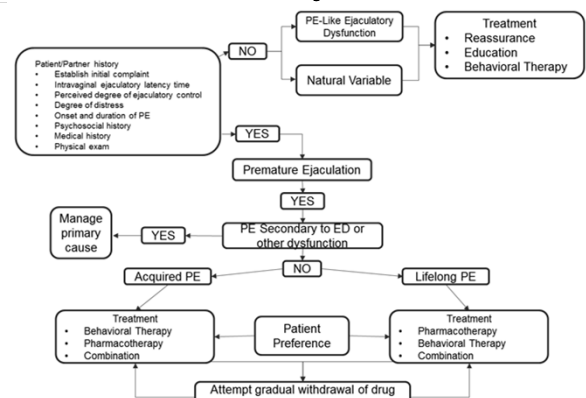 Patient/Partner history
• Establish initial complaint
• Intravaginal ejaculatory latency time
• Perceived degree of ejaculatory control
• Degree of distress
• Onset and duration of PE
• Psychosocial history
• Medical history
• Physical exam
NO
PE-Like Ejaculatory
Dysfunction
Natural Variable
Treatment
• Reassurance
• Education
• Behavioral Therapy
YES
Premature Ejaculation
YES
PE Secondary to ED or
other dysfunction
YES
Manage
primary
cause
NO
Acquired PE
Lifelong PE
Treatment
• Behavioral Therapy
• Pharmacotherapy
• Combination
Patient
Preference
Treatment
• Pharmacotherapy
• Behavioral Therapy
• Combination
Attempt gradual withdrawal of drug